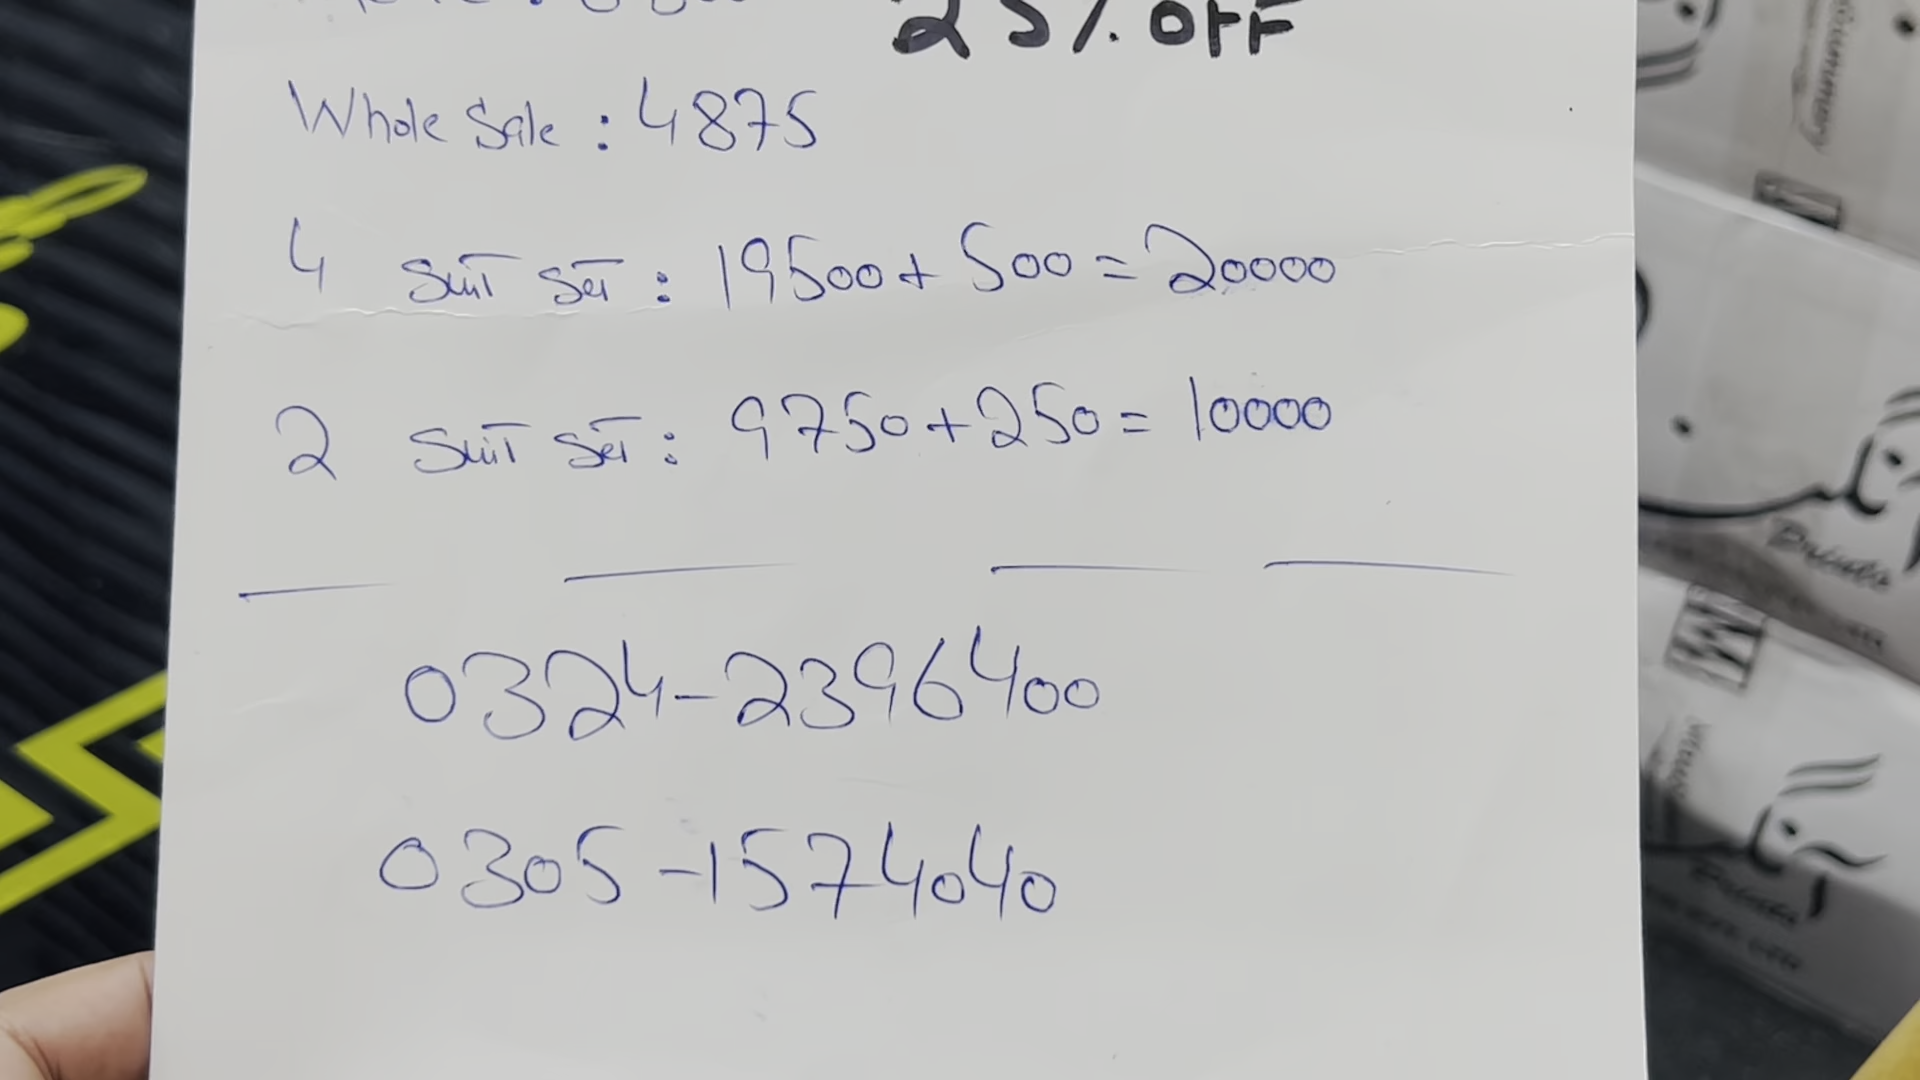 25% OFF
Whole Sale : 4875
4 Suit Set : 19500 + 500 = 20000
2 Suit Set : 9750 + 250 = 10000
0324-2396400
0305-1574040